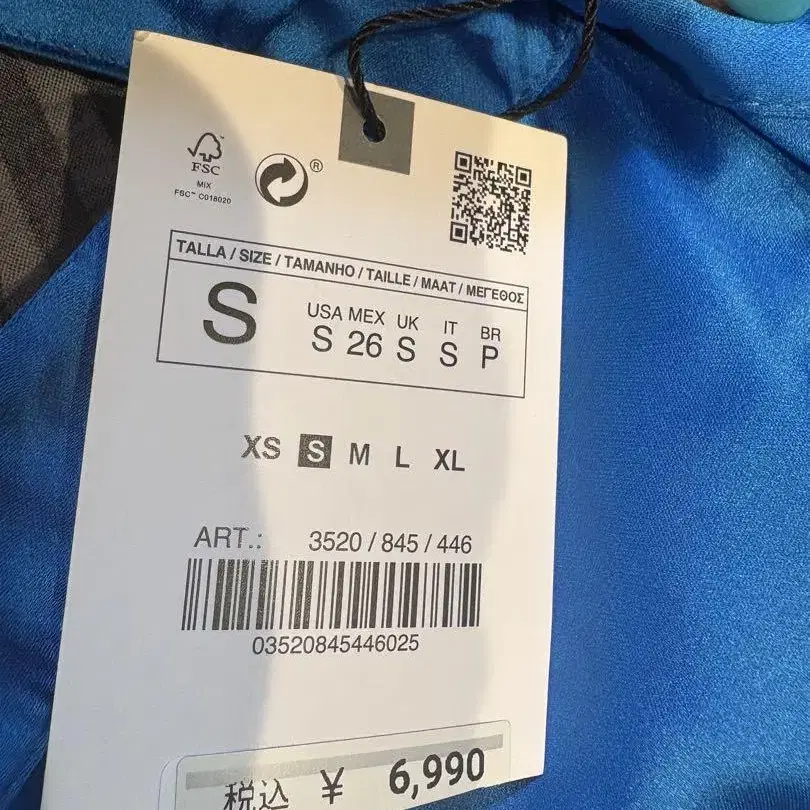 FSC™
MIX
FSC™ C018020
®
TALLA / SIZE / TAMANHO / TAILLE / MAAT / ΜΕΓΕΘΟΣ
S
USA MEX UK IT BR
S 26 S S P
XS S M L XL
ART.: 3520 / 845 / 446
03520845446025
税込 ¥ 6,990